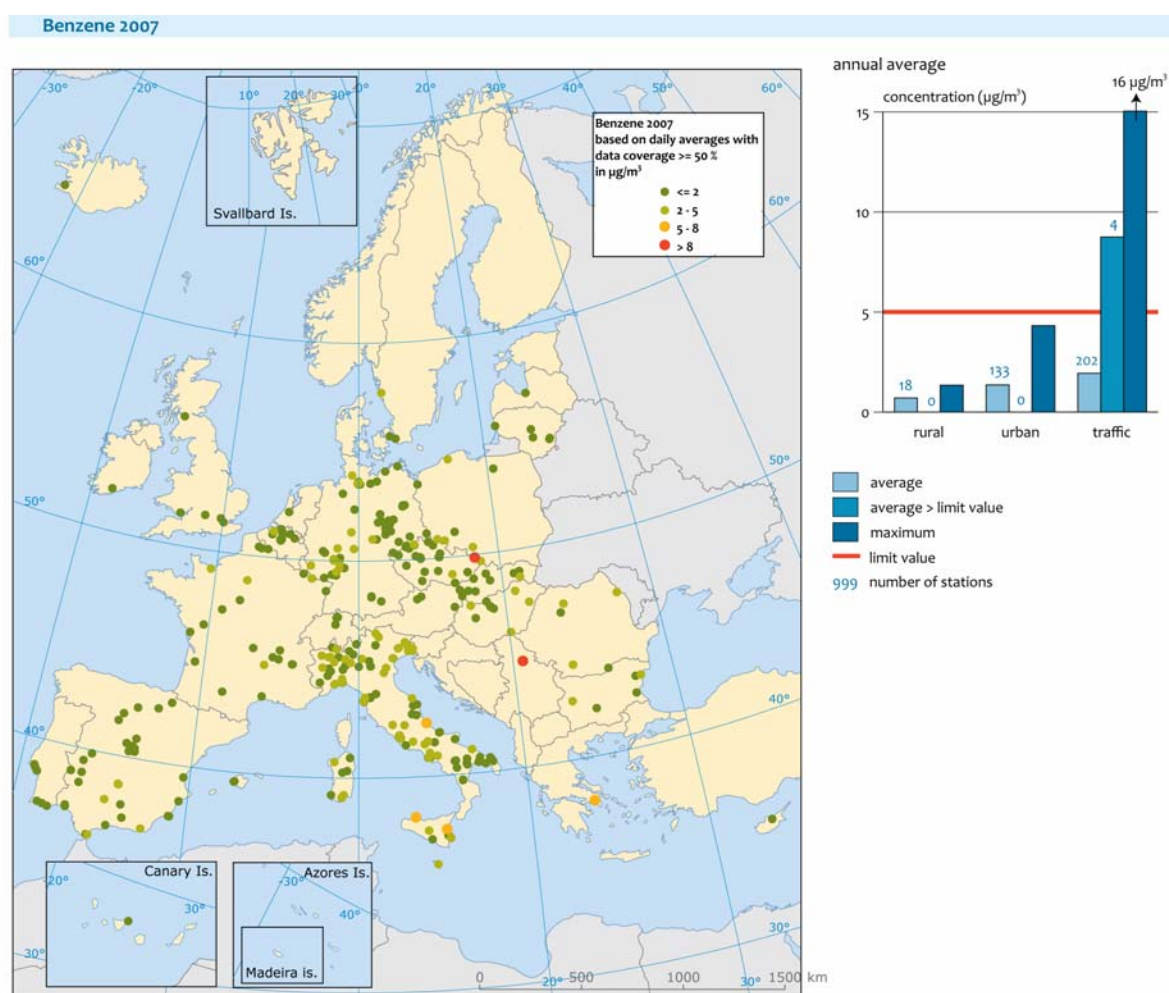 Benzene 2007
-30°
-20°
-10°
0°
10°
20°
30°
40°
50°
60°
10°
20°
30°
Svallbard Is.
Benzene 2007
based on daily averages with
data coverage >= 50 %
in µg/m³
<= 2
2 - 5
5 - 8
> 8
60°
60°
50°
50°
40°
40°
Canary Is.
-20°
30°
Azores Is.
-30°
40°
Madeira is.
30°
30°
0
500
1000
1500 km
20°
annual average
concentration (µg/m³)
16 µg/m³
15
10
5
0
18
0
133
0
202
4
rural
urban
traffic
average
average > limit value
maximum
limit value
999 number of stations